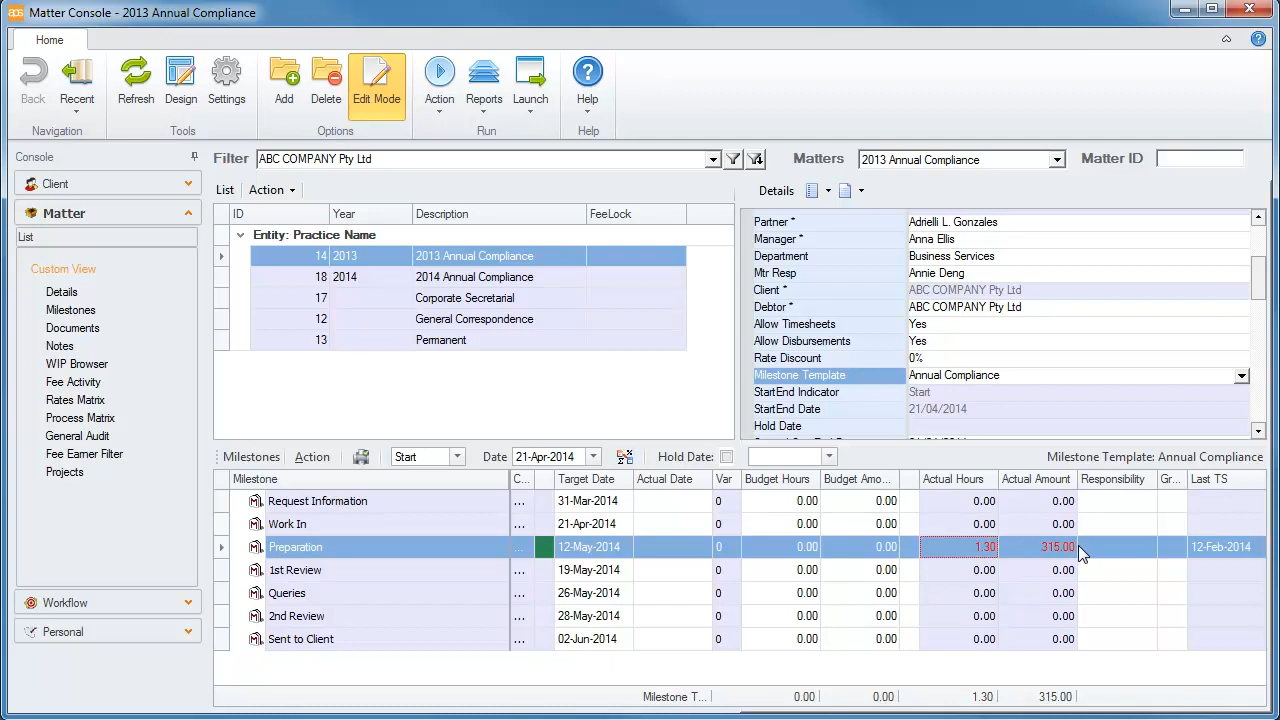 aps Matter Console - 2013 Annual Compliance
Home
Back Recent Refresh Design Settings Add Delete Edit Mode Action Reports Launch Help
Navigation Tools Options Run Help
Console
Client
Matter
List
Custom View
Details
Milestones
Documents
Notes
WIP Browser
Fee Activity
Rates Matrix
Process Matrix
General Audit
Fee Earner Filter
Projects
Workflow
Personal
Filter ABC COMPANY Pty Ltd Matters 2013 Annual Compliance Matter ID
List Action
ID Year Description FeeLock
Entity: Practice Name
14 2013 2013 Annual Compliance
18 2014 2014 Annual Compliance
17 Corporate Secretarial
12 General Correspondence
13 Permanent
Details
Partner * Adrielli L. Gonzales
Manager * Anna Ellis
Department Business Services
Mtr Resp Annie Deng
Client * ABC COMPANY Pty Ltd
Debtor * ABC COMPANY Pty Ltd
Allow Timesheets Yes
Allow Disbursements Yes
Rate Discount 0%
Milestone Template Annual Compliance
StartEnd Indicator Start
StartEnd Date 21/04/2014
Hold Date
Milestones Action Start Date 21-Apr-2014 Hold Date: Milestone Template: Annual Compliance
Milestone C... Target Date Actual Date Var Budget Hours Budget Amo... Actual Hours Actual Amount Responsibility Gr... Last TS
Request Information ... 31-Mar-2014 0 0.00 0.00 0.00 0.00
Work In ... 21-Apr-2014 0 0.00 0.00 0.00 0.00
Preparation ... 12-May-2014 0 0.00 0.00 1.30 315.00 12-Feb-2014
1st Review ... 19-May-2014 0 0.00 0.00 0.00 0.00
Queries ... 26-May-2014 0 0.00 0.00 0.00 0.00
2nd Review ... 28-May-2014 0 0.00 0.00 0.00 0.00
Sent to Client ... 02-Jun-2014 0 0.00 0.00 0.00 0.00
Milestone T... 0.00 0.00 1.30 315.00